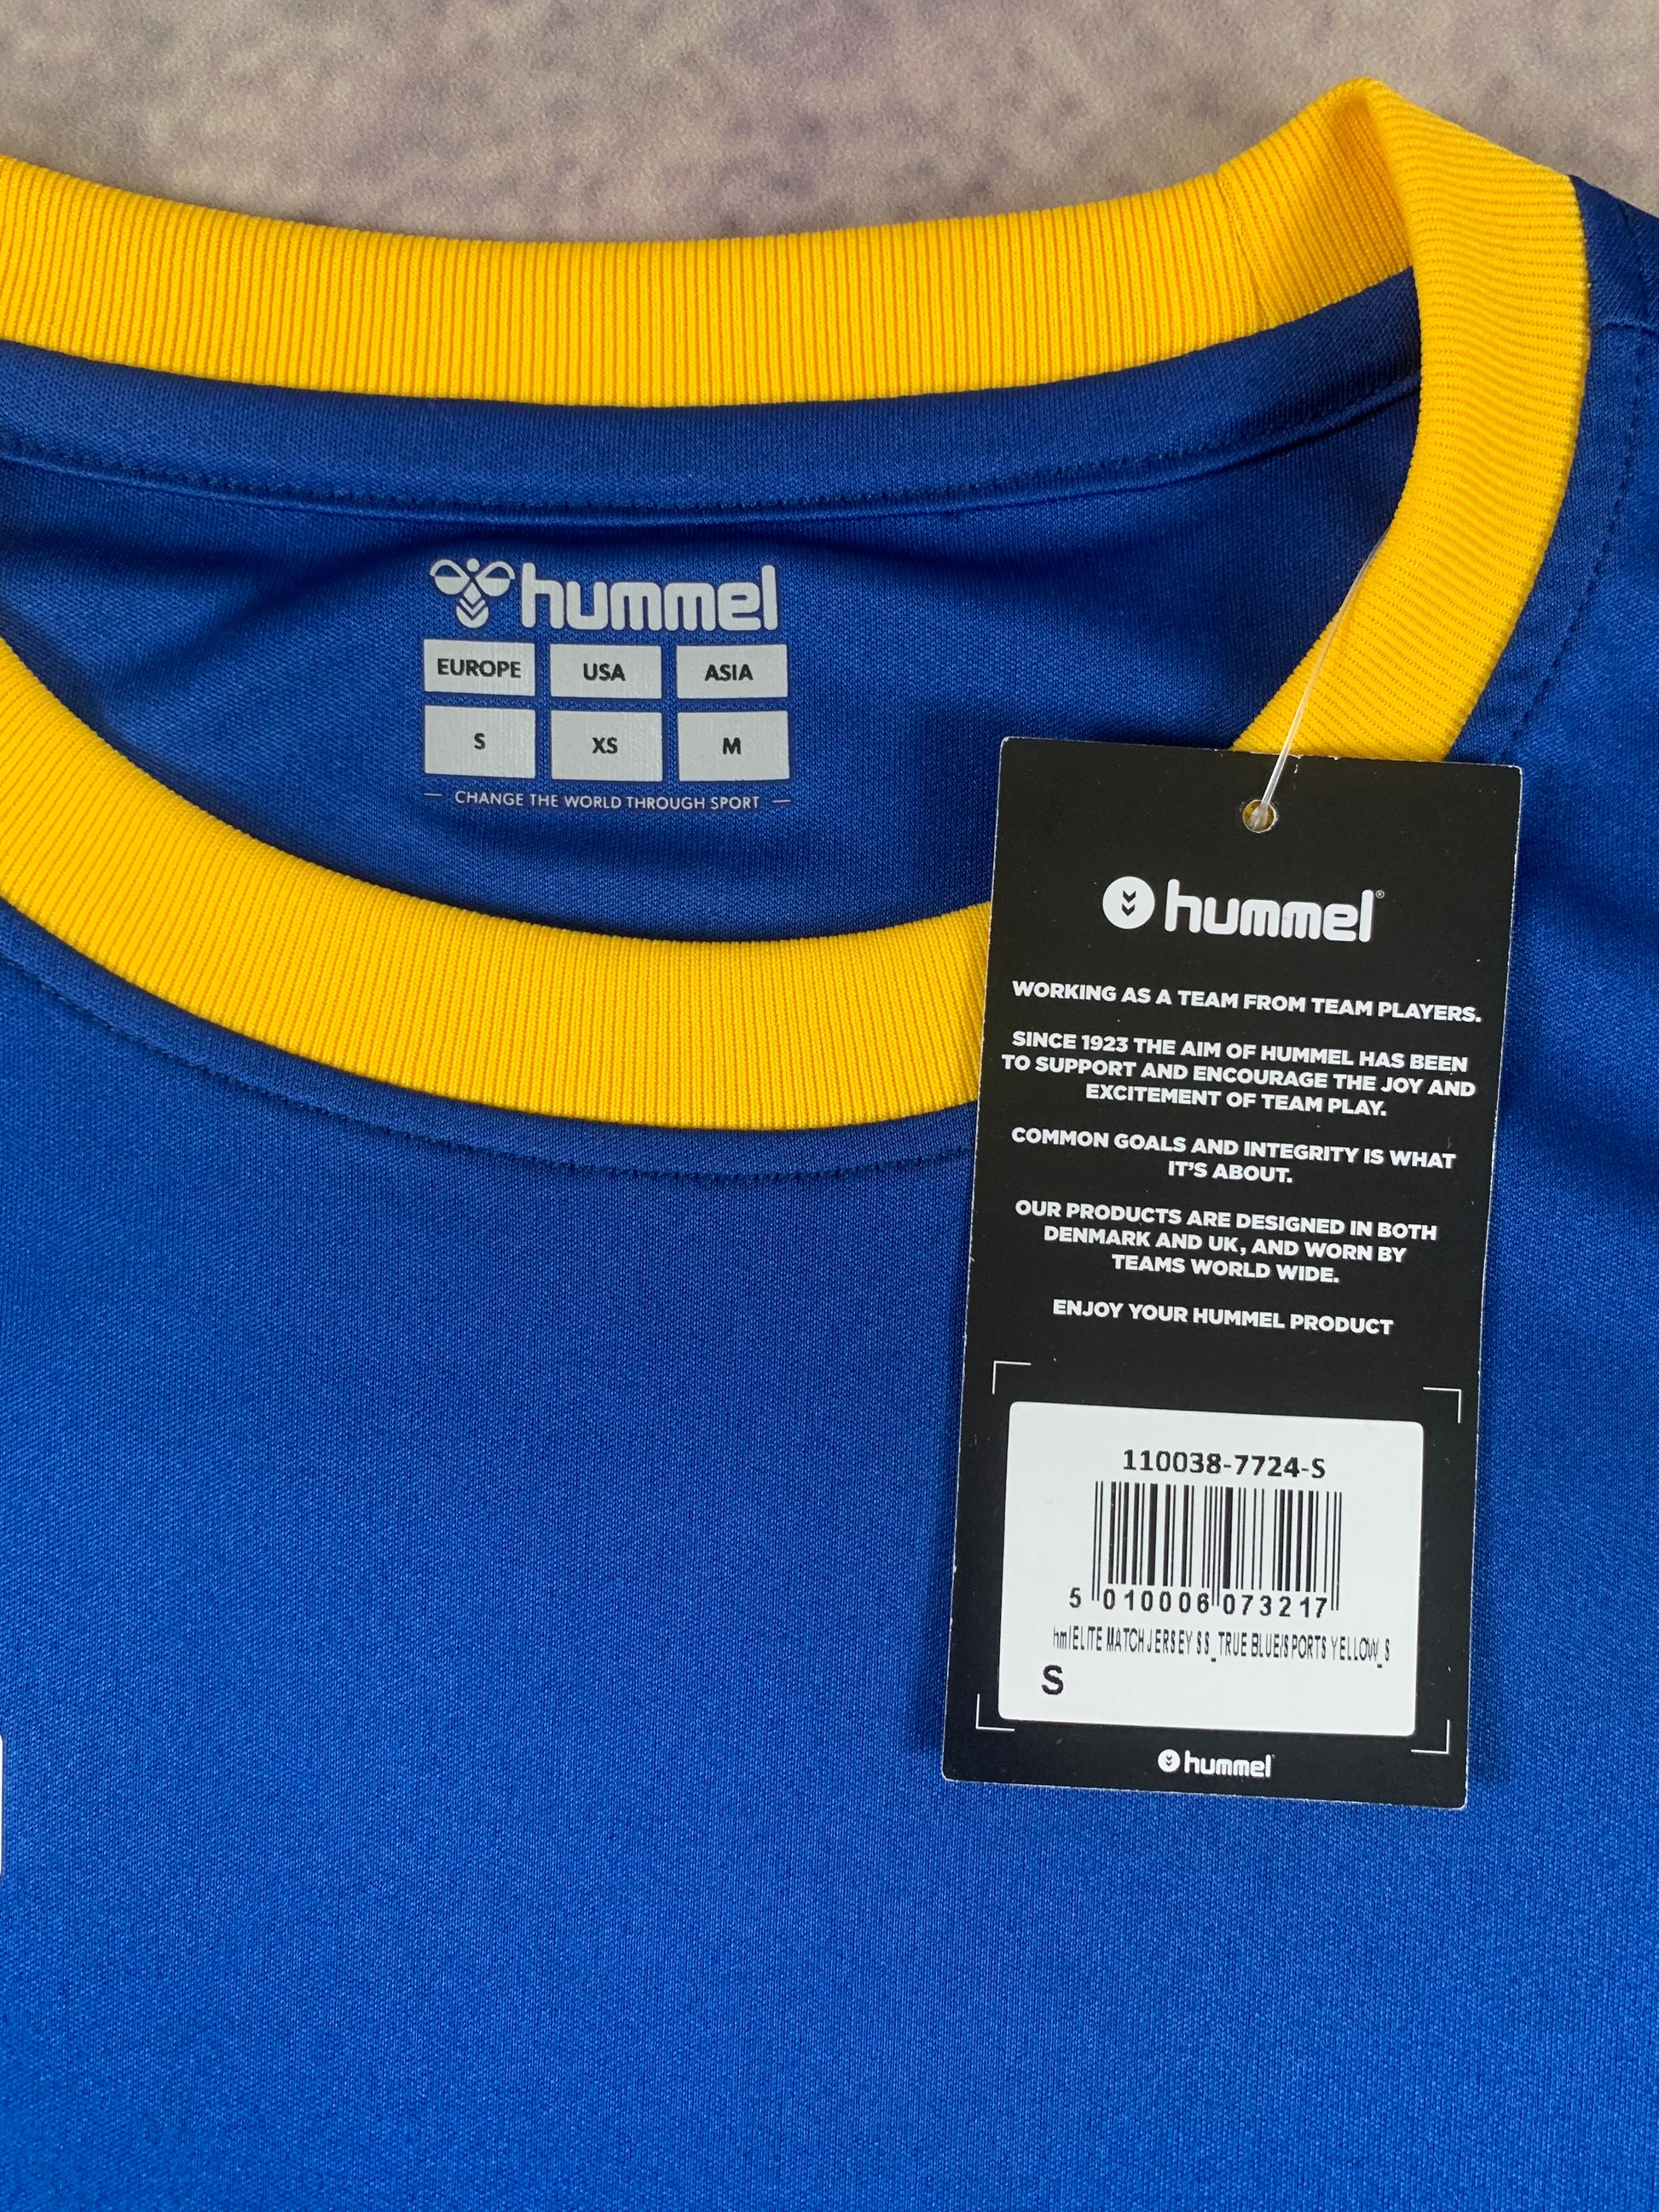 hummel
EUROPE USA ASIA
S XS M
CHANGE THE WORLD THROUGH SPORT
hummel®
WORKING AS A TEAM FROM TEAM PLAYERS.
SINCE 1923 THE AIM OF HUMMEL HAS BEEN
TO SUPPORT AND ENCOURAGE THE JOY AND
EXCITEMENT OF TEAM PLAY.
COMMON GOALS AND INTEGRITY IS WHAT
IT'S ABOUT.
OUR PRODUCTS ARE DESIGNED IN BOTH
DENMARK AND UK, AND WORN BY
TEAMS WORLD WIDE.
ENJOY YOUR HUMMEL PRODUCT
110038-7724-S
5 010006 073217
hmlELITE MATCH JERSEY SS_TRUE BLUE/SPORTS YELLOW_S
S
hummel